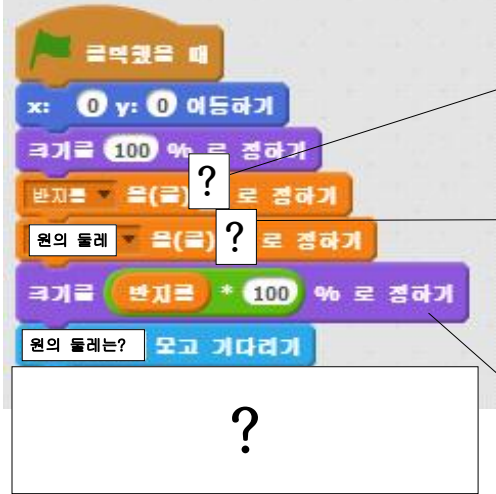 클릭했을 때
x: 0 y: 0 이동하기
크기를 100 % 로 정하기
반지름 을(를) ? 로 정하기
원의 둘레 을(를) ? 로 정하기
크기를 반지름 * 100 % 로 정하기
원의 둘레는? 묻고 기다리기
?